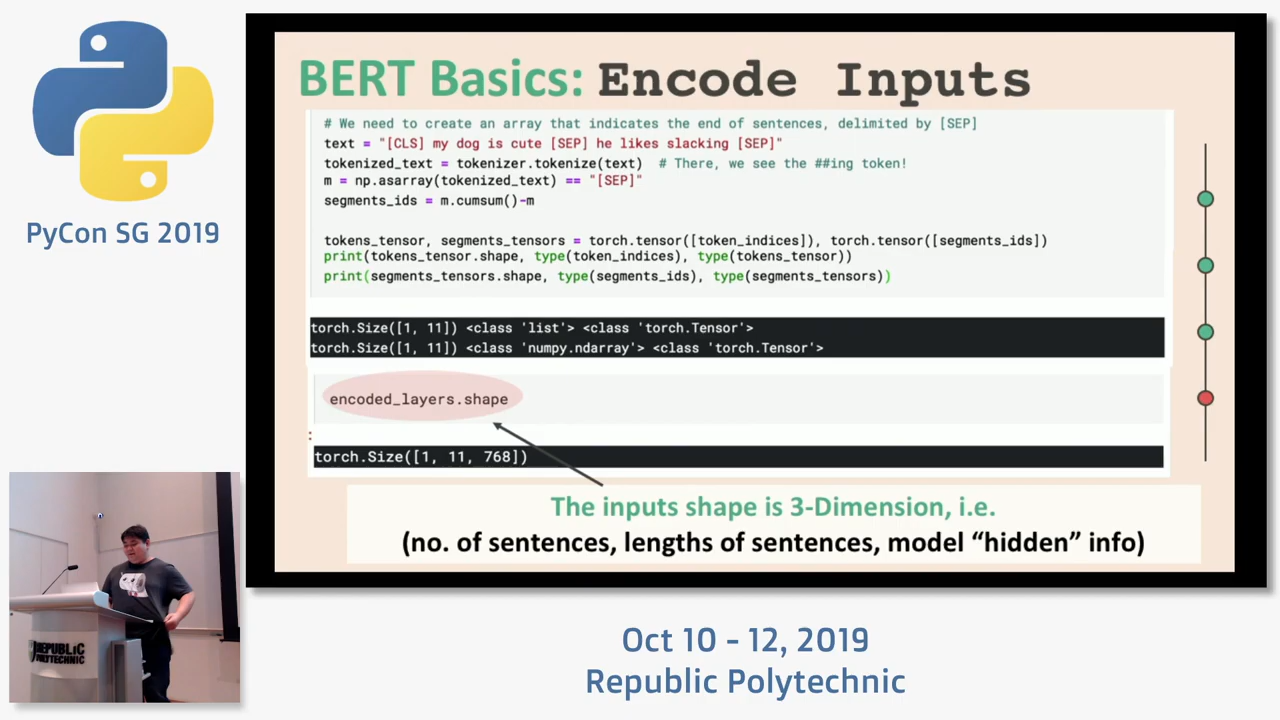 BERT Basics: Encode Inputs
# We need to create an array that indicates the end of sentences, delimited by [SEP]
text = "[CLS] my dog is cute [SEP] he likes slacking [SEP]"
tokenized_text = tokenizer.tokenize(text)  # There, we see the ##ing token!
m = np.asarray(tokenized_text) == "[SEP]"
segments_ids = m.cumsum()-m
tokens_tensor, segments_tensors = torch.tensor([token_indices]), torch.tensor([segments_ids])
print(tokens_tensor.shape, type(token_indices), type(tokens_tensor))
print(segments_tensors.shape, type(segments_ids), type(segments_tensors))
torch.Size([1, 11]) <class 'list'> <class 'torch.Tensor'>
torch.Size([1, 11]) <class 'numpy.ndarray'> <class 'torch.Tensor'>
encoded_layers.shape
:
torch.Size([1, 11, 768])
The inputs shape is 3-Dimension, i.e.
(no. of sentences, lengths of sentences, model “hidden” info)
PyCon SG 2019
REPUBLIC
POLYTECHNIC
Oct 10 - 12, 2019
Republic Polytechnic